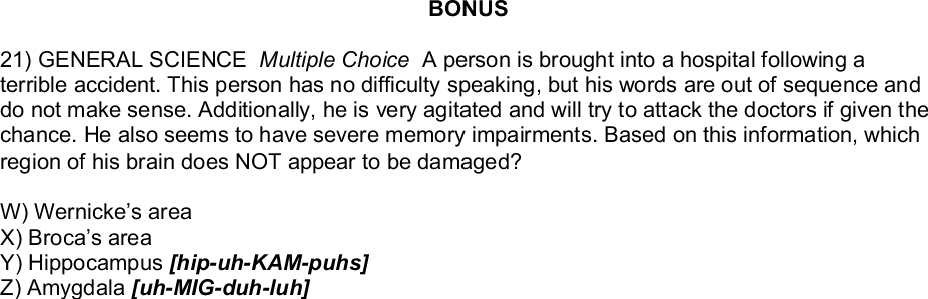 BONUS
21) GENERAL SCIENCE Multiple Choice A person is brought into a hospital following a
terrible accident. This person has no difficulty speaking, but his words are out of sequence and
do not make sense. Additionally, he is very agitated and will try to attack the doctors if given the
chance. He also seems to have severe memory impairments. Based on this information, which
region of his brain does NOT appear to be damaged?
W) Wernicke’s area
X) Broca’s area
Y) Hippocampus [hip-uh-KAM-puhs]
Z) Amygdala [uh-MIG-duh-luh]